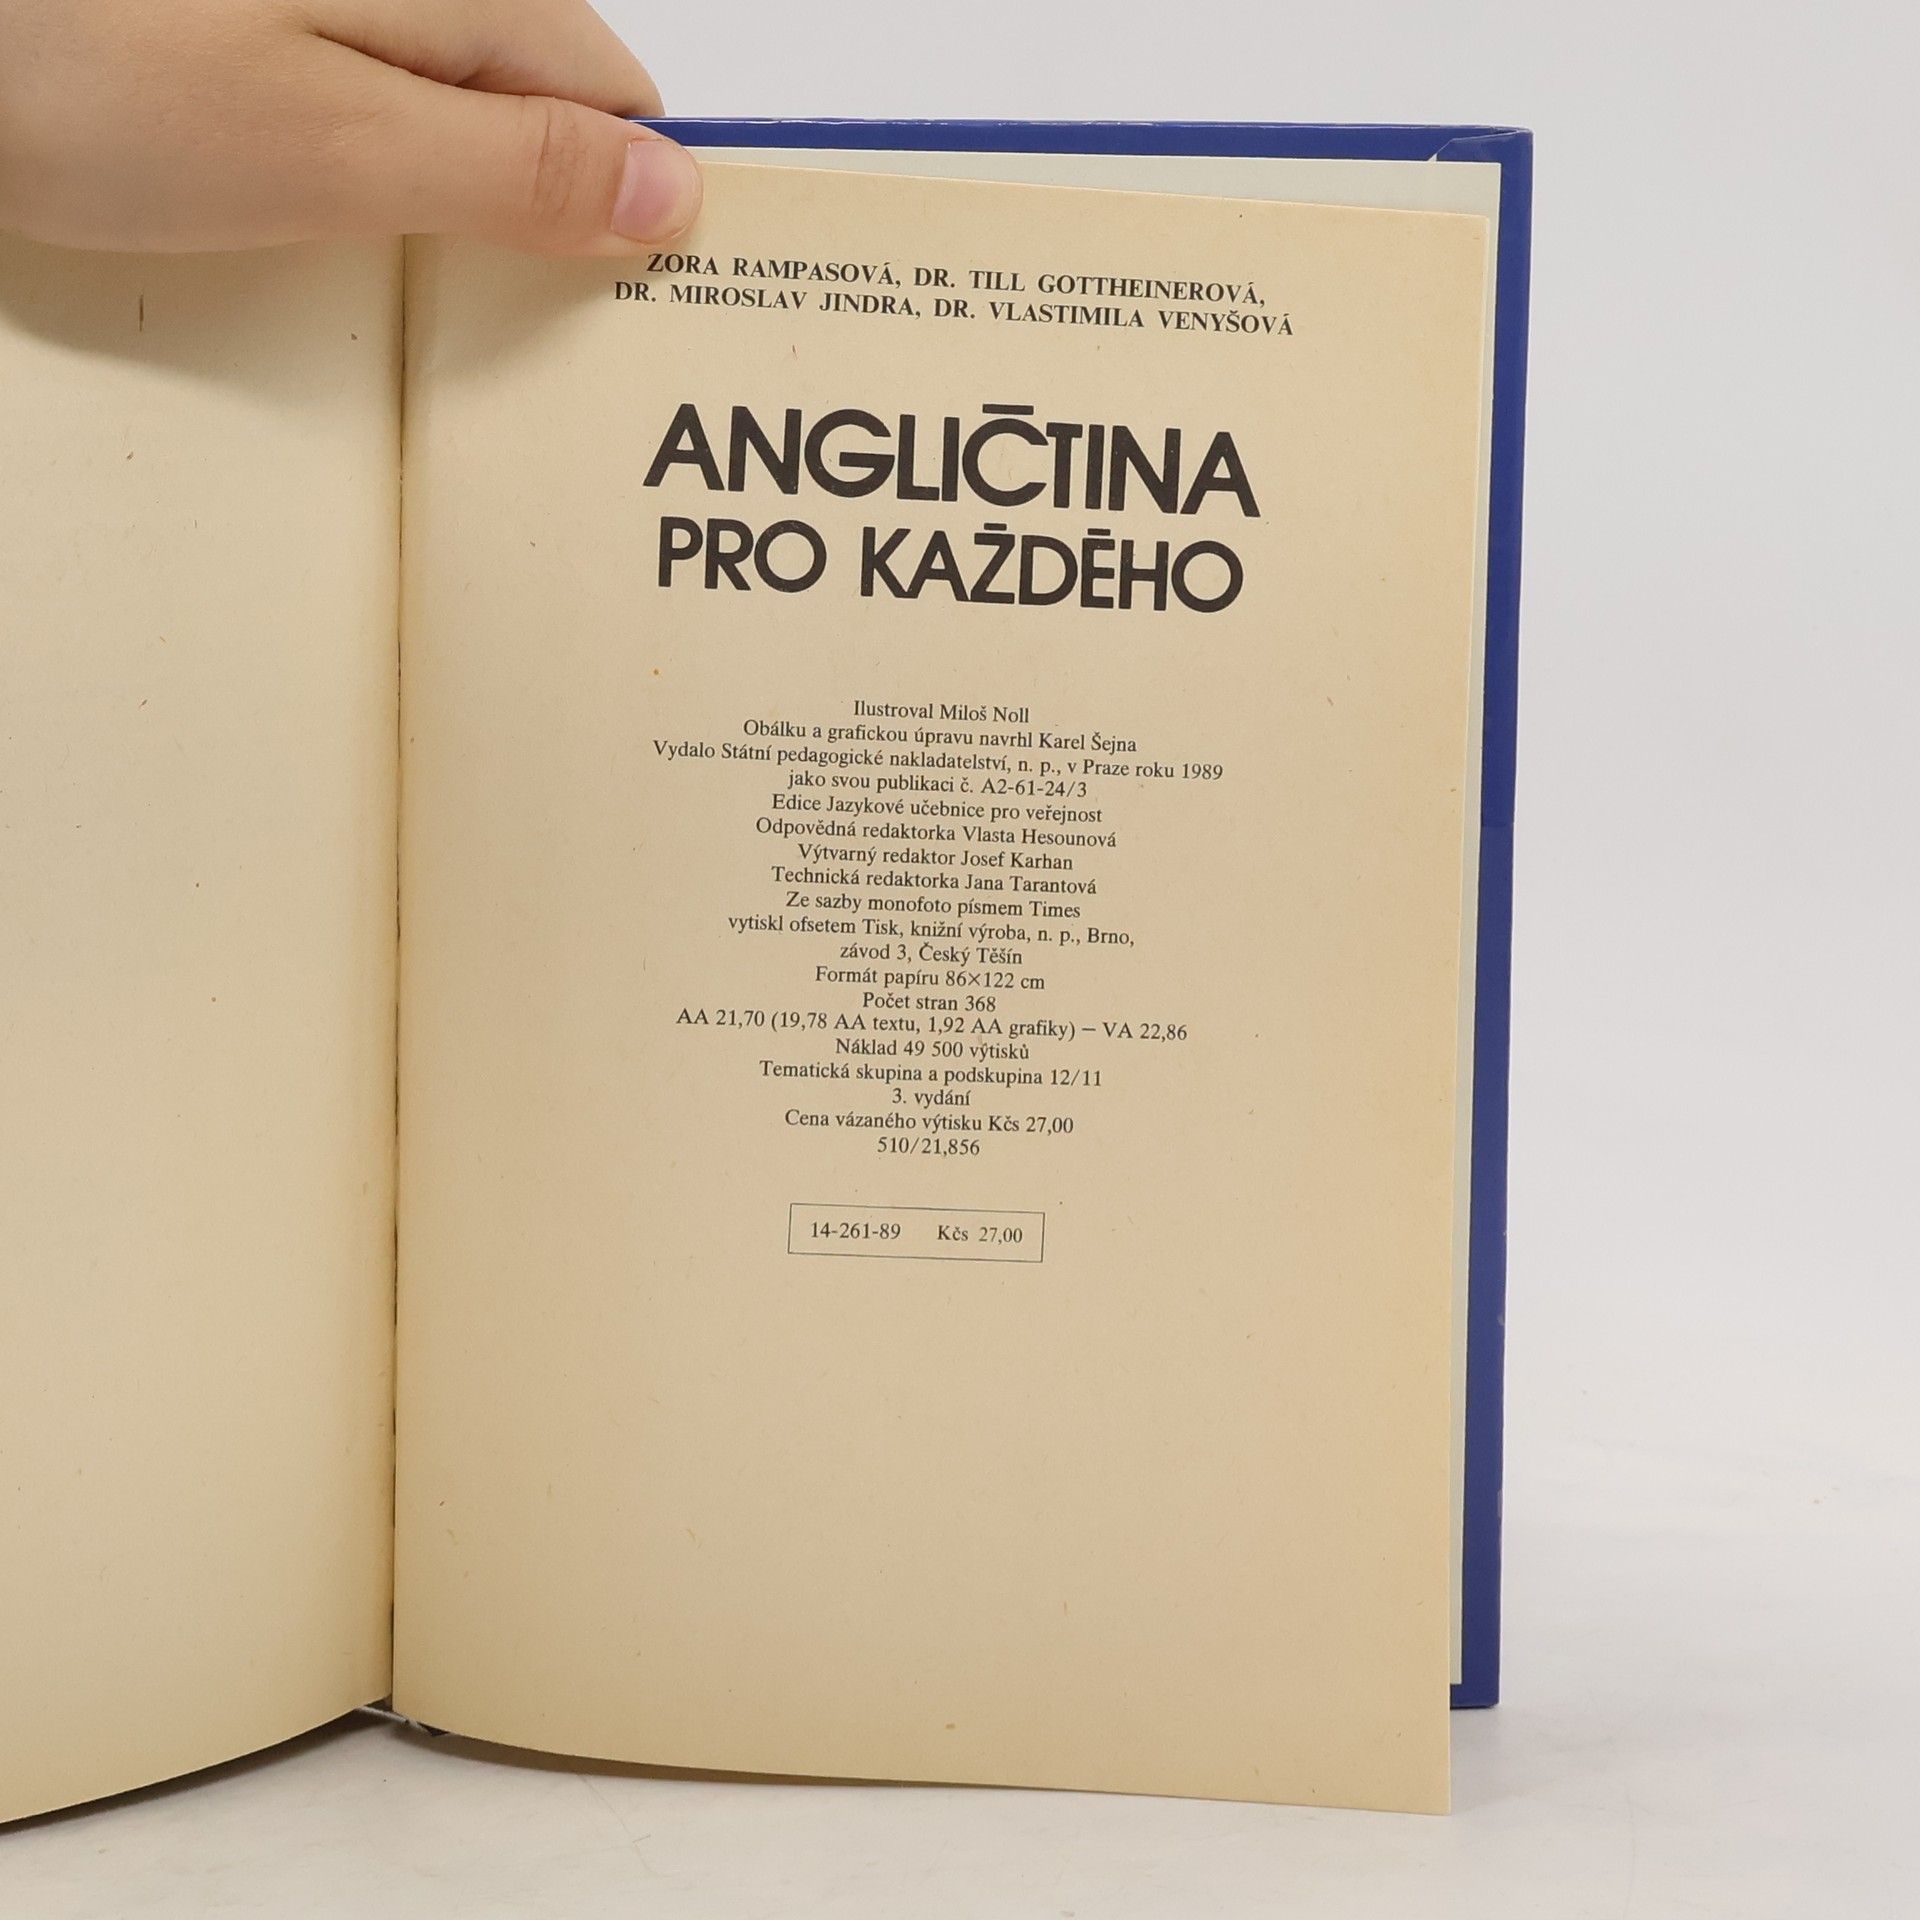 ZORA RAMPASOVÁ, DR. TILL GOTTHEINEROVÁ,
DR. MIROSLAV JINDRA, DR. VLASTIMILA VENYŠOVÁ
ANGLIČTINA
PRO KAŽDÉHO
Ilustroval Miloš Noll
Obálku a grafickou úpravu navrhl Karel Šejna
Vydalo Státní pedagogické nakladatelství, n. p., v Praze roku 1989
jako svou publikaci č. A2-61-24/3
Edice Jazykové učebnice pro veřejnost
Odpovědná redaktorka Vlasta Hesounová
Výtvarný redaktor Josef Karhan
Technická redaktorka Jana Tarantová
Ze sazby monofoto písmem Times
vytiskl ofsetem Tisk, knižní výroba, n. p., Brno,
závod 3, Český Těšín
Formát papíru 86×122 cm
Počet stran 368
AA 21,70 (19,78 AA textu, 1,92 AA grafiky) – VA 22,86
Náklad 49 500 výtisků
Tematická skupina a podskupina 12/11
3. vydání
Cena vázaného výtisku Kčs 27,00
510/21,856
14-261-89 Kčs 27,00